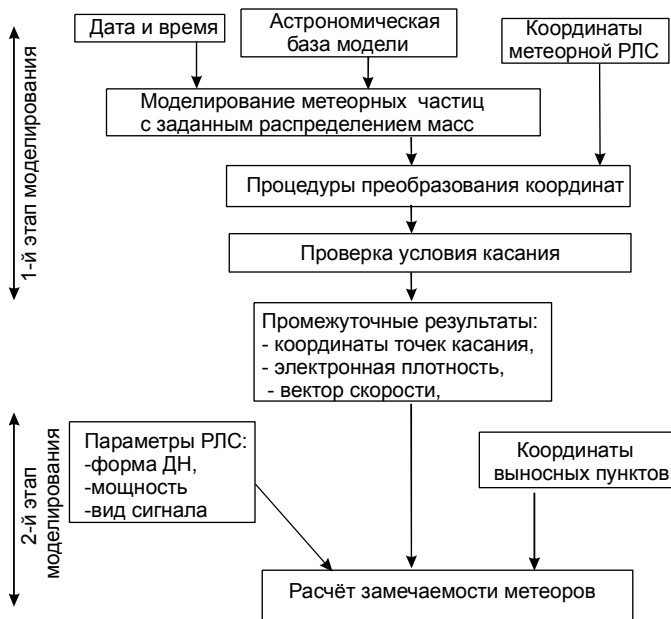 Дата и время
Астрономическая
база модели
Координаты
метеорной РЛС
Моделирование метеорных частиц
с заданным распределением масс
Процедуры преобразования координат
Проверка условия касания
1-й этап моделирования
Промежуточные результаты:
- координаты точек касания,
- электронная плотность,
- вектор скорости,
Параметры РЛС:
-форма ДН,
-мощность
-вид сигнала
Координаты
выносных пунктов
2-й этап
моделирования
Расчёт замечаемости метеоров